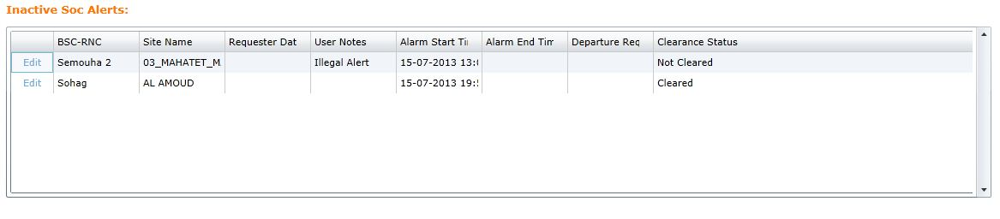 Inactive Soc Alerts:
BSC-RNC Site Name Requester Dat User Notes Alarm Start Ti Alarm End Tim Departure Req Clearance Status
Edit Semouha 2 03_MAHATET_M Illegal Alert 15-07-2013 13: Not Cleared
Edit Sohag AL AMOUD 15-07-2013 19: Cleared